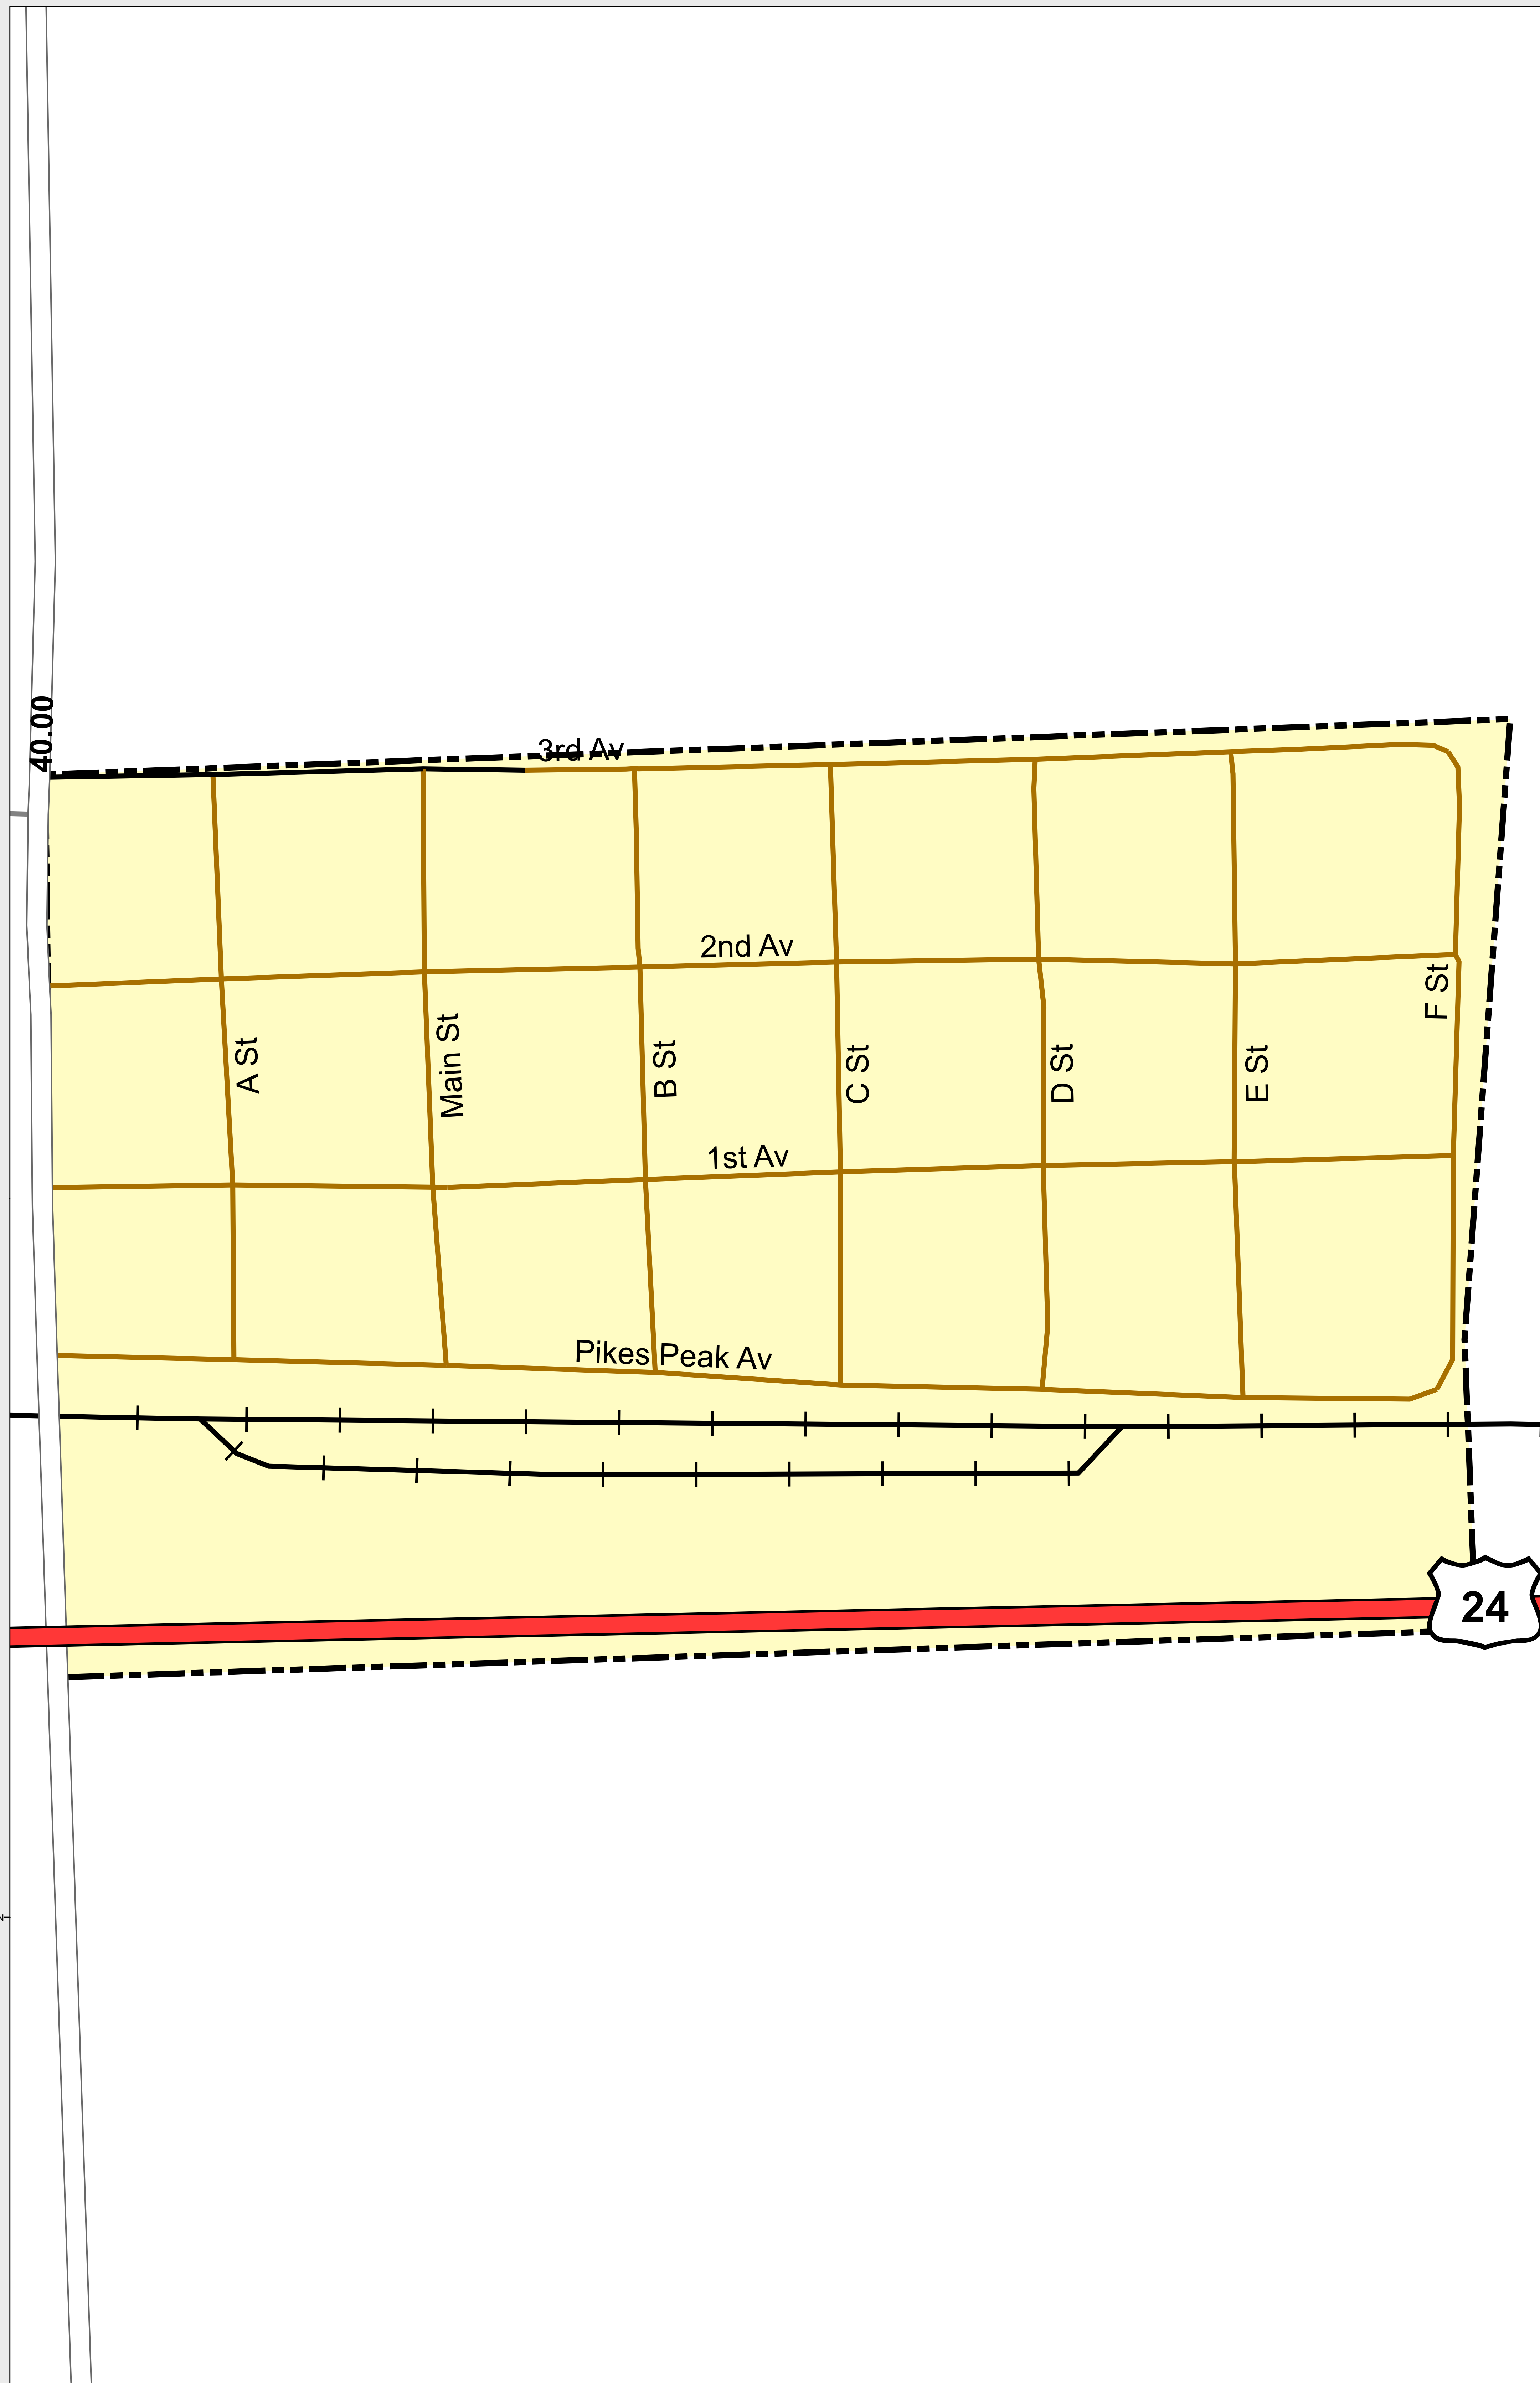 40.00
3rd Av
2nd Av
F St
A St
Main St
B St
C St
D St
E St
1st Av
Pikes Peak Av
24